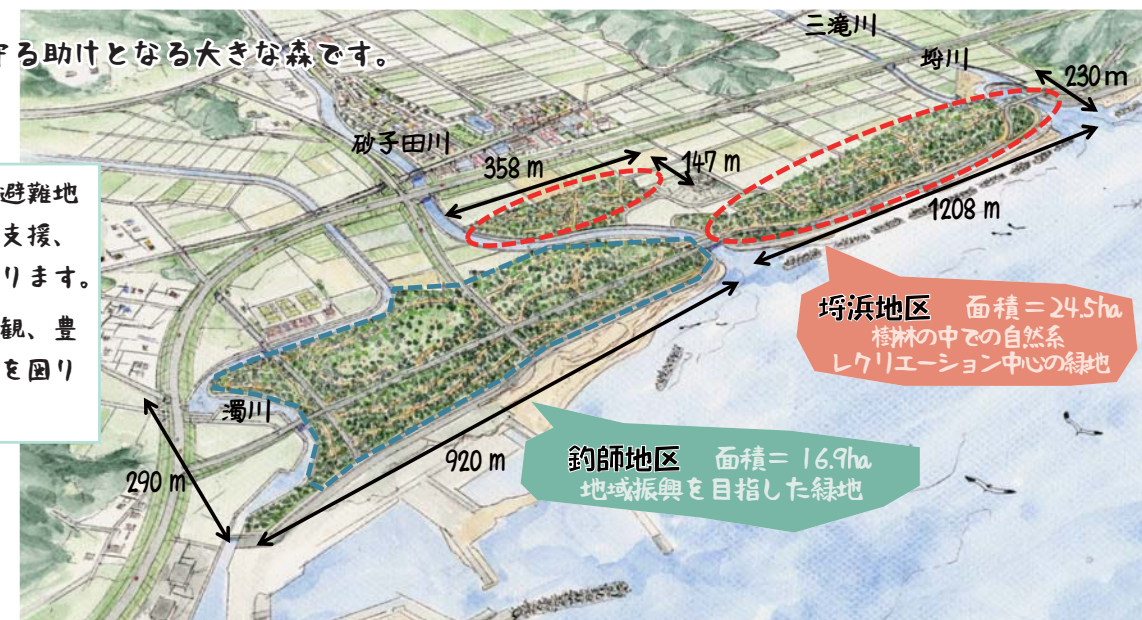 守る助けとなる大きな森です。
三滝川
埓川
230m
砂子田川
358 m
147 m
避難地
支援、
ります。
観、豊
を図り
1208 m
埒浜地区 面積=24.5ha
樹林の中での自然系
レクリエーション中心の緑地
濁川
290 m
920 m
釣師地区 面積=16.9ha
地域振興を目指した緑地